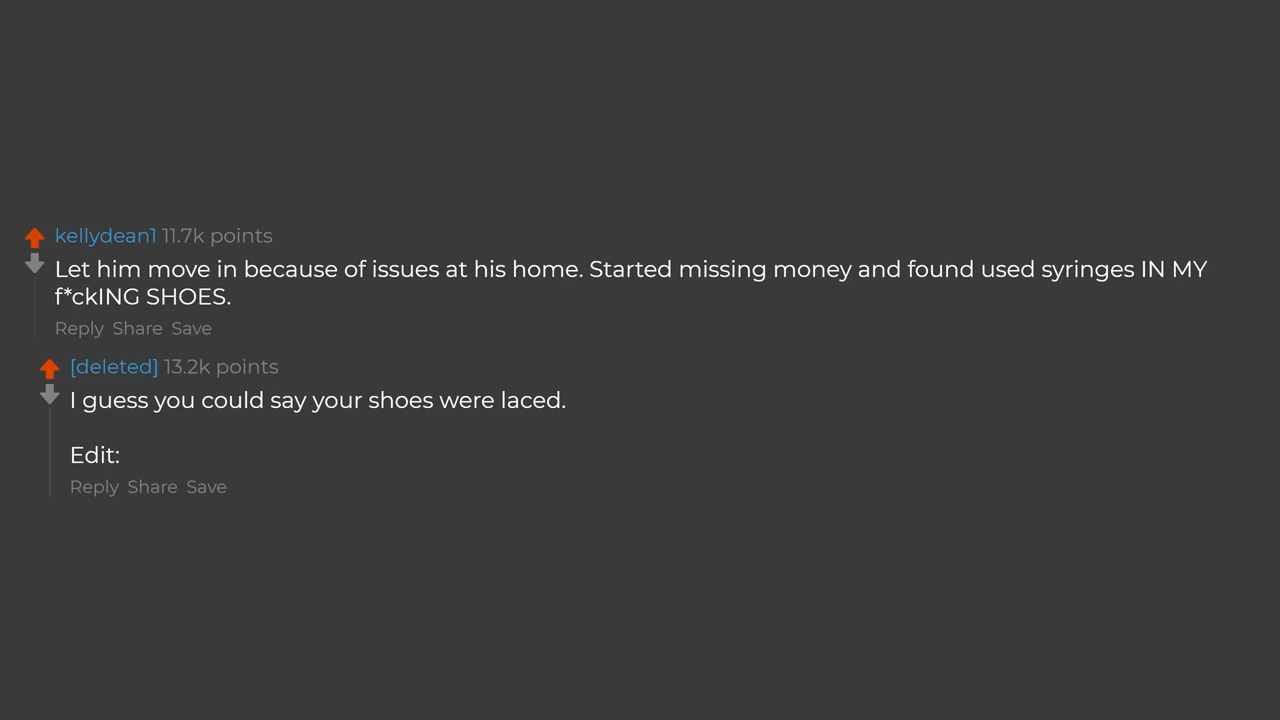 kellydean1 11.7k points
Let him move in because of issues at his home. Started missing money and found used syringes IN MY
f*ckING SHOES.
Reply Share Save
[deleted] 13.2k points
I guess you could say your shoes were laced.
Edit:
Reply Share Save